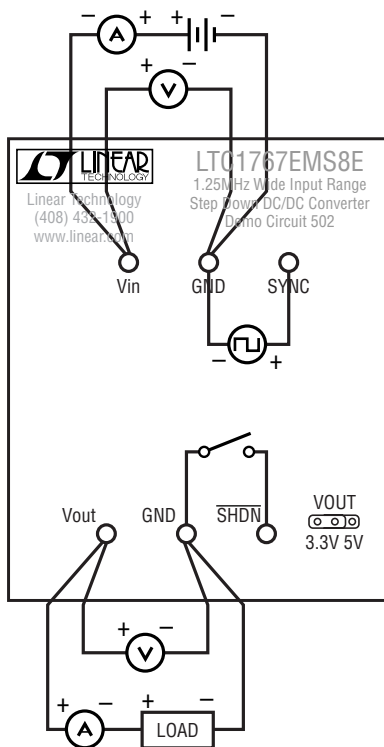 − A + + −
+ V −
LT LINEAR
TECHNOLOGY
Linear Technology
(408) 432-1900
www.linear.com
LTC1767EMS8E
1.25MHz Wide Input Range
Step Down DC/DC Converter
Demo Circuit 502
Vin GND SYNC
− +
Vout GND SHDN
VOUT
3.3V 5V
+ V −
+ A − + −
LOAD